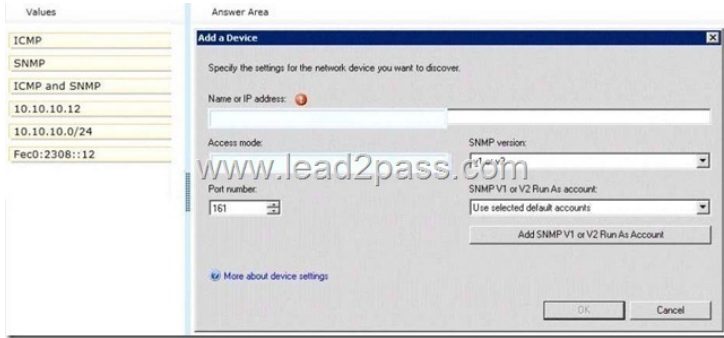 Values
Answer Area
ICMP
SNMP
ICMP and SNMP
10.10.10.12
10.10.10.0/24
Fec0:2308::12
Add a Device
Specify the settings for the network device you want to discover.
Name or IP address:
Access mode:
SNMP version:
v1 or v2
www.lead2pass.com
Port number:
161
SNMP V1 or V2 Run As account:
Use selected default accounts
Add SNMP V1 or V2 Run As Account
More about device settings
OK
Cancel